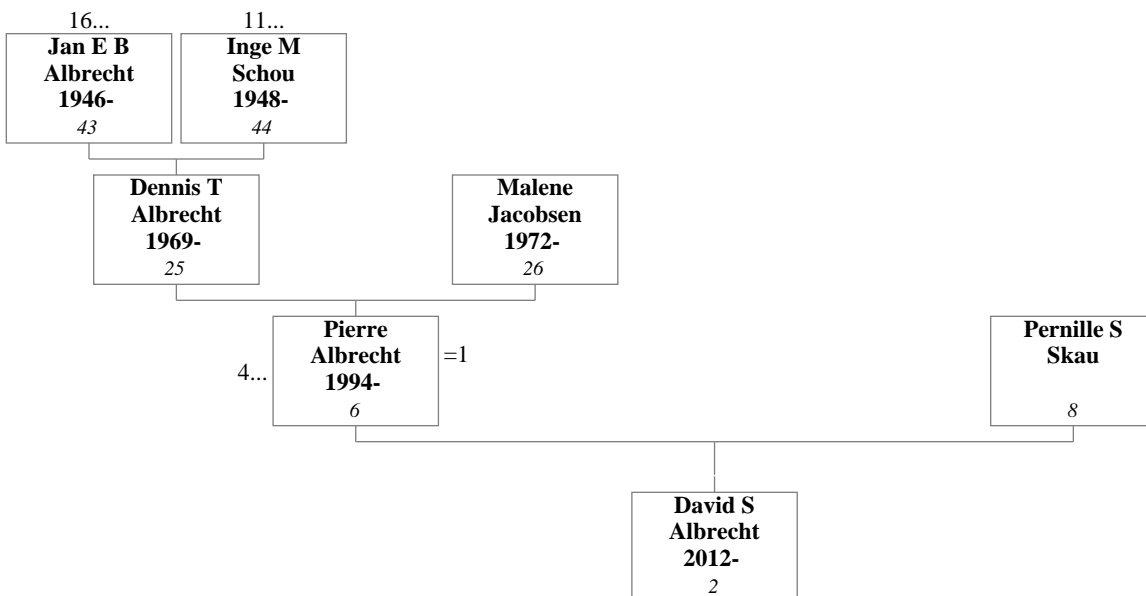 16...
11...
Jan E B
Albrecht
1946-
43
Inge M
Schou
1948-
44
Dennis T
Albrecht
1969-
25
Malene
Jacobsen
1972-
26
4...
Pierre
Albrecht
1994-
6
=1
Pernille S
Skau
8
David S
Albrecht
2012-
2